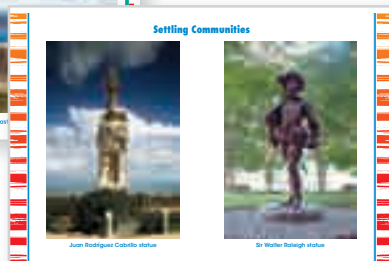 Settling Communities
Juan Rodríguez Cabrillo statue
Sir Walter Raleigh statue